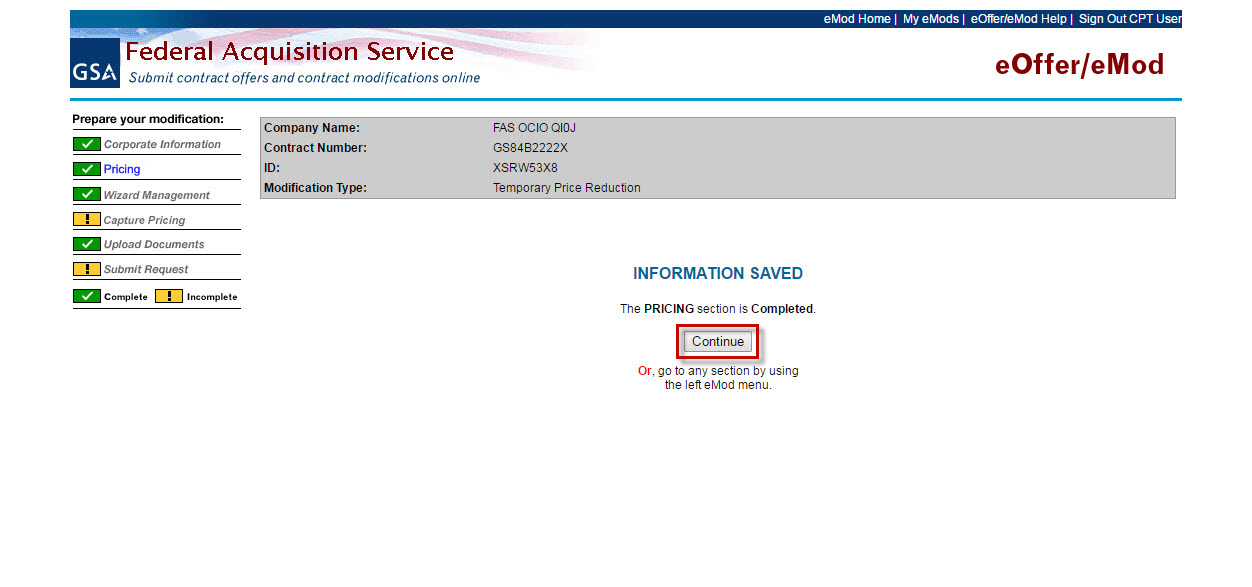 eMod Home | My eMods | eOffer/eMod Help | Sign Out CPT User
GSA
Federal Acquisition Service
Submit contract offers and contract modifications online
eOffer/eMod
Prepare your modification:
Corporate Information
Pricing
Wizard Management
Capture Pricing
Upload Documents
Submit Request
Complete Incomplete
Company Name: FAS OCIO QI0J
Contract Number: GS84B2222X
ID: XSRW53X8
Modification Type: Temporary Price Reduction
INFORMATION SAVED
The PRICING section is Completed.
Continue
Or, go to any section by using
the left eMod menu.